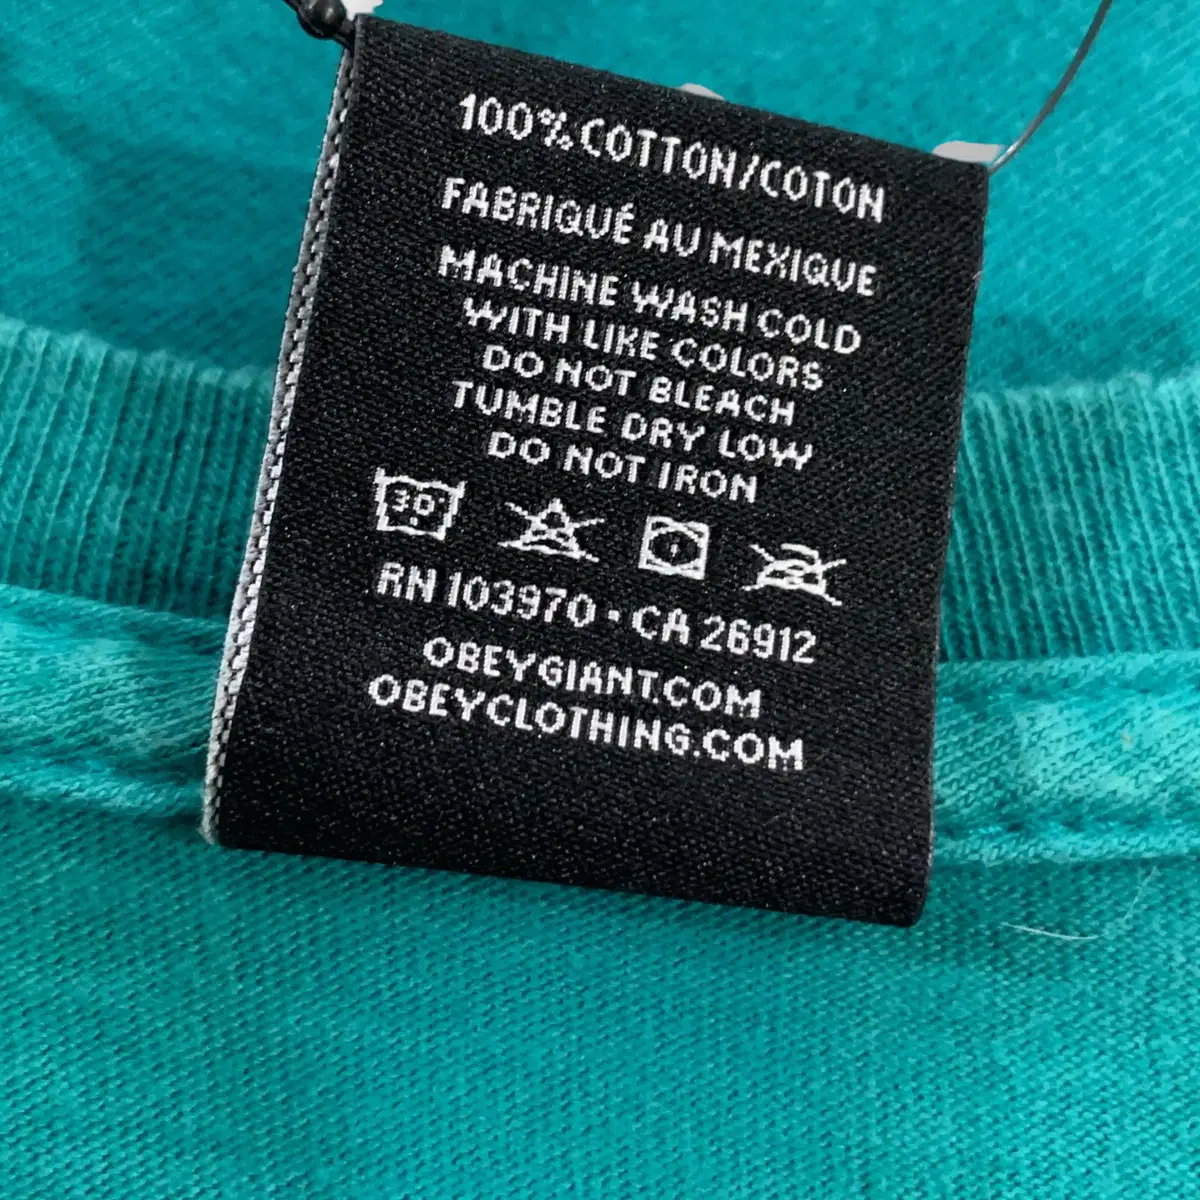 100% COTTON/COTON
FABRIQUÉ AU MEXIQUE
MACHINE WASH COLD
WITH LIKE COLORS
DO NOT BLEACH
TUMBLE DRY LOW
DO NOT IRON
30°
RN 103970 • CA 26912
OBEYGIANT.COM
OBEYCLOTHING.COM